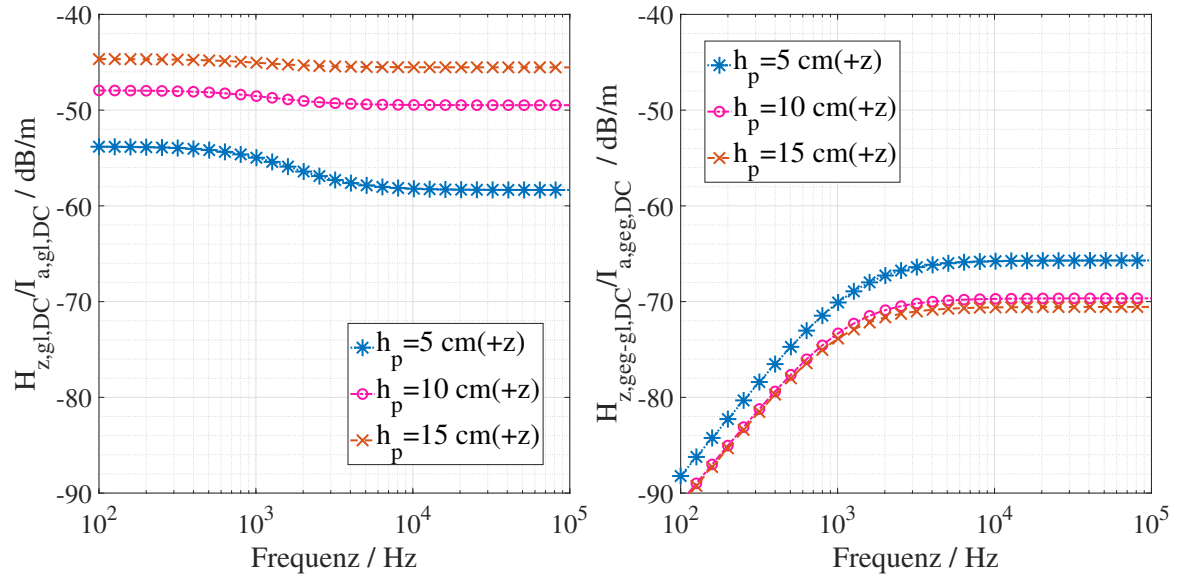 -40
-50
-60
-70
-80
-90
H_z,gl,DC/I_a,gl,DC / dB/m
10^2
10^3
10^4
10^5
Frequenz / Hz
h_p=5 cm(+z)
h_p=10 cm(+z)
h_p=15 cm(+z)
-40
-50
-60
-70
-80
-90
H_z,geg-gl,DC/I_a,geg,DC / dB/m
10^2
10^3
10^4
10^5
Frequenz / Hz
h_p=5 cm(+z)
h_p=10 cm(+z)
h_p=15 cm(+z)